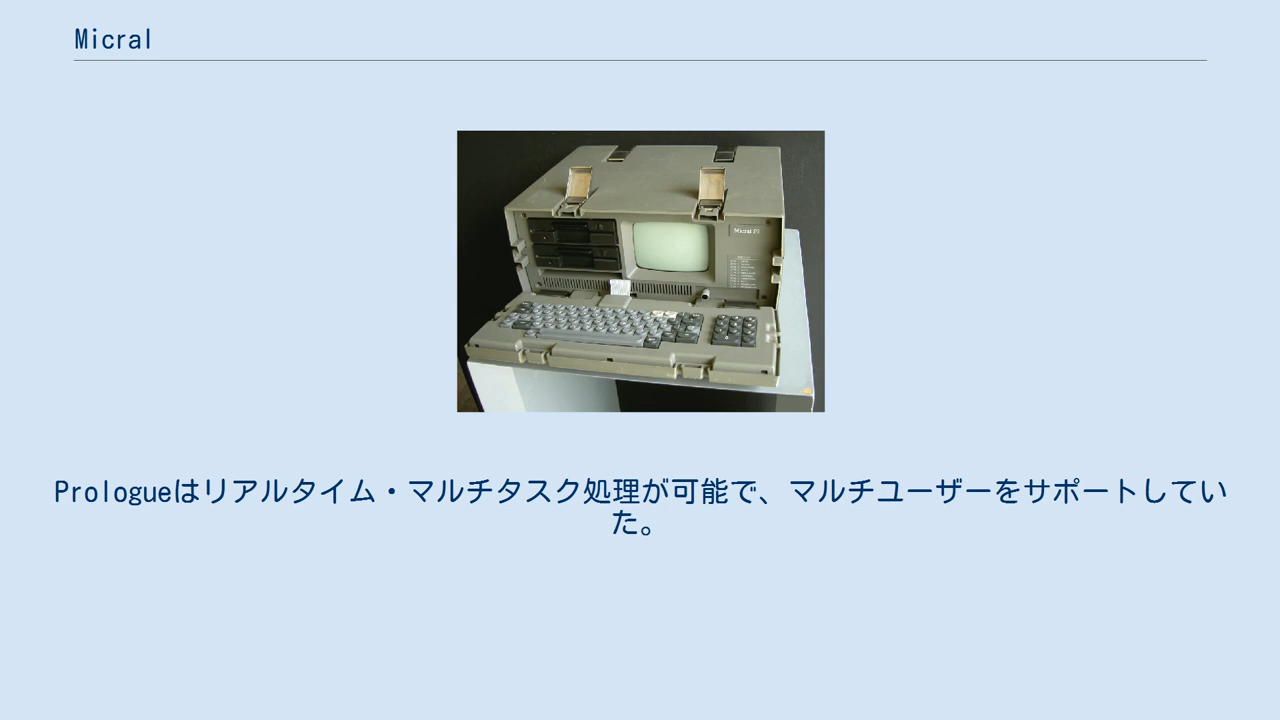 Micral
Micral P2
Prologueはリアルタイム・マルチタスク処理が可能で、マルチユーザーをサポートしてい
た。